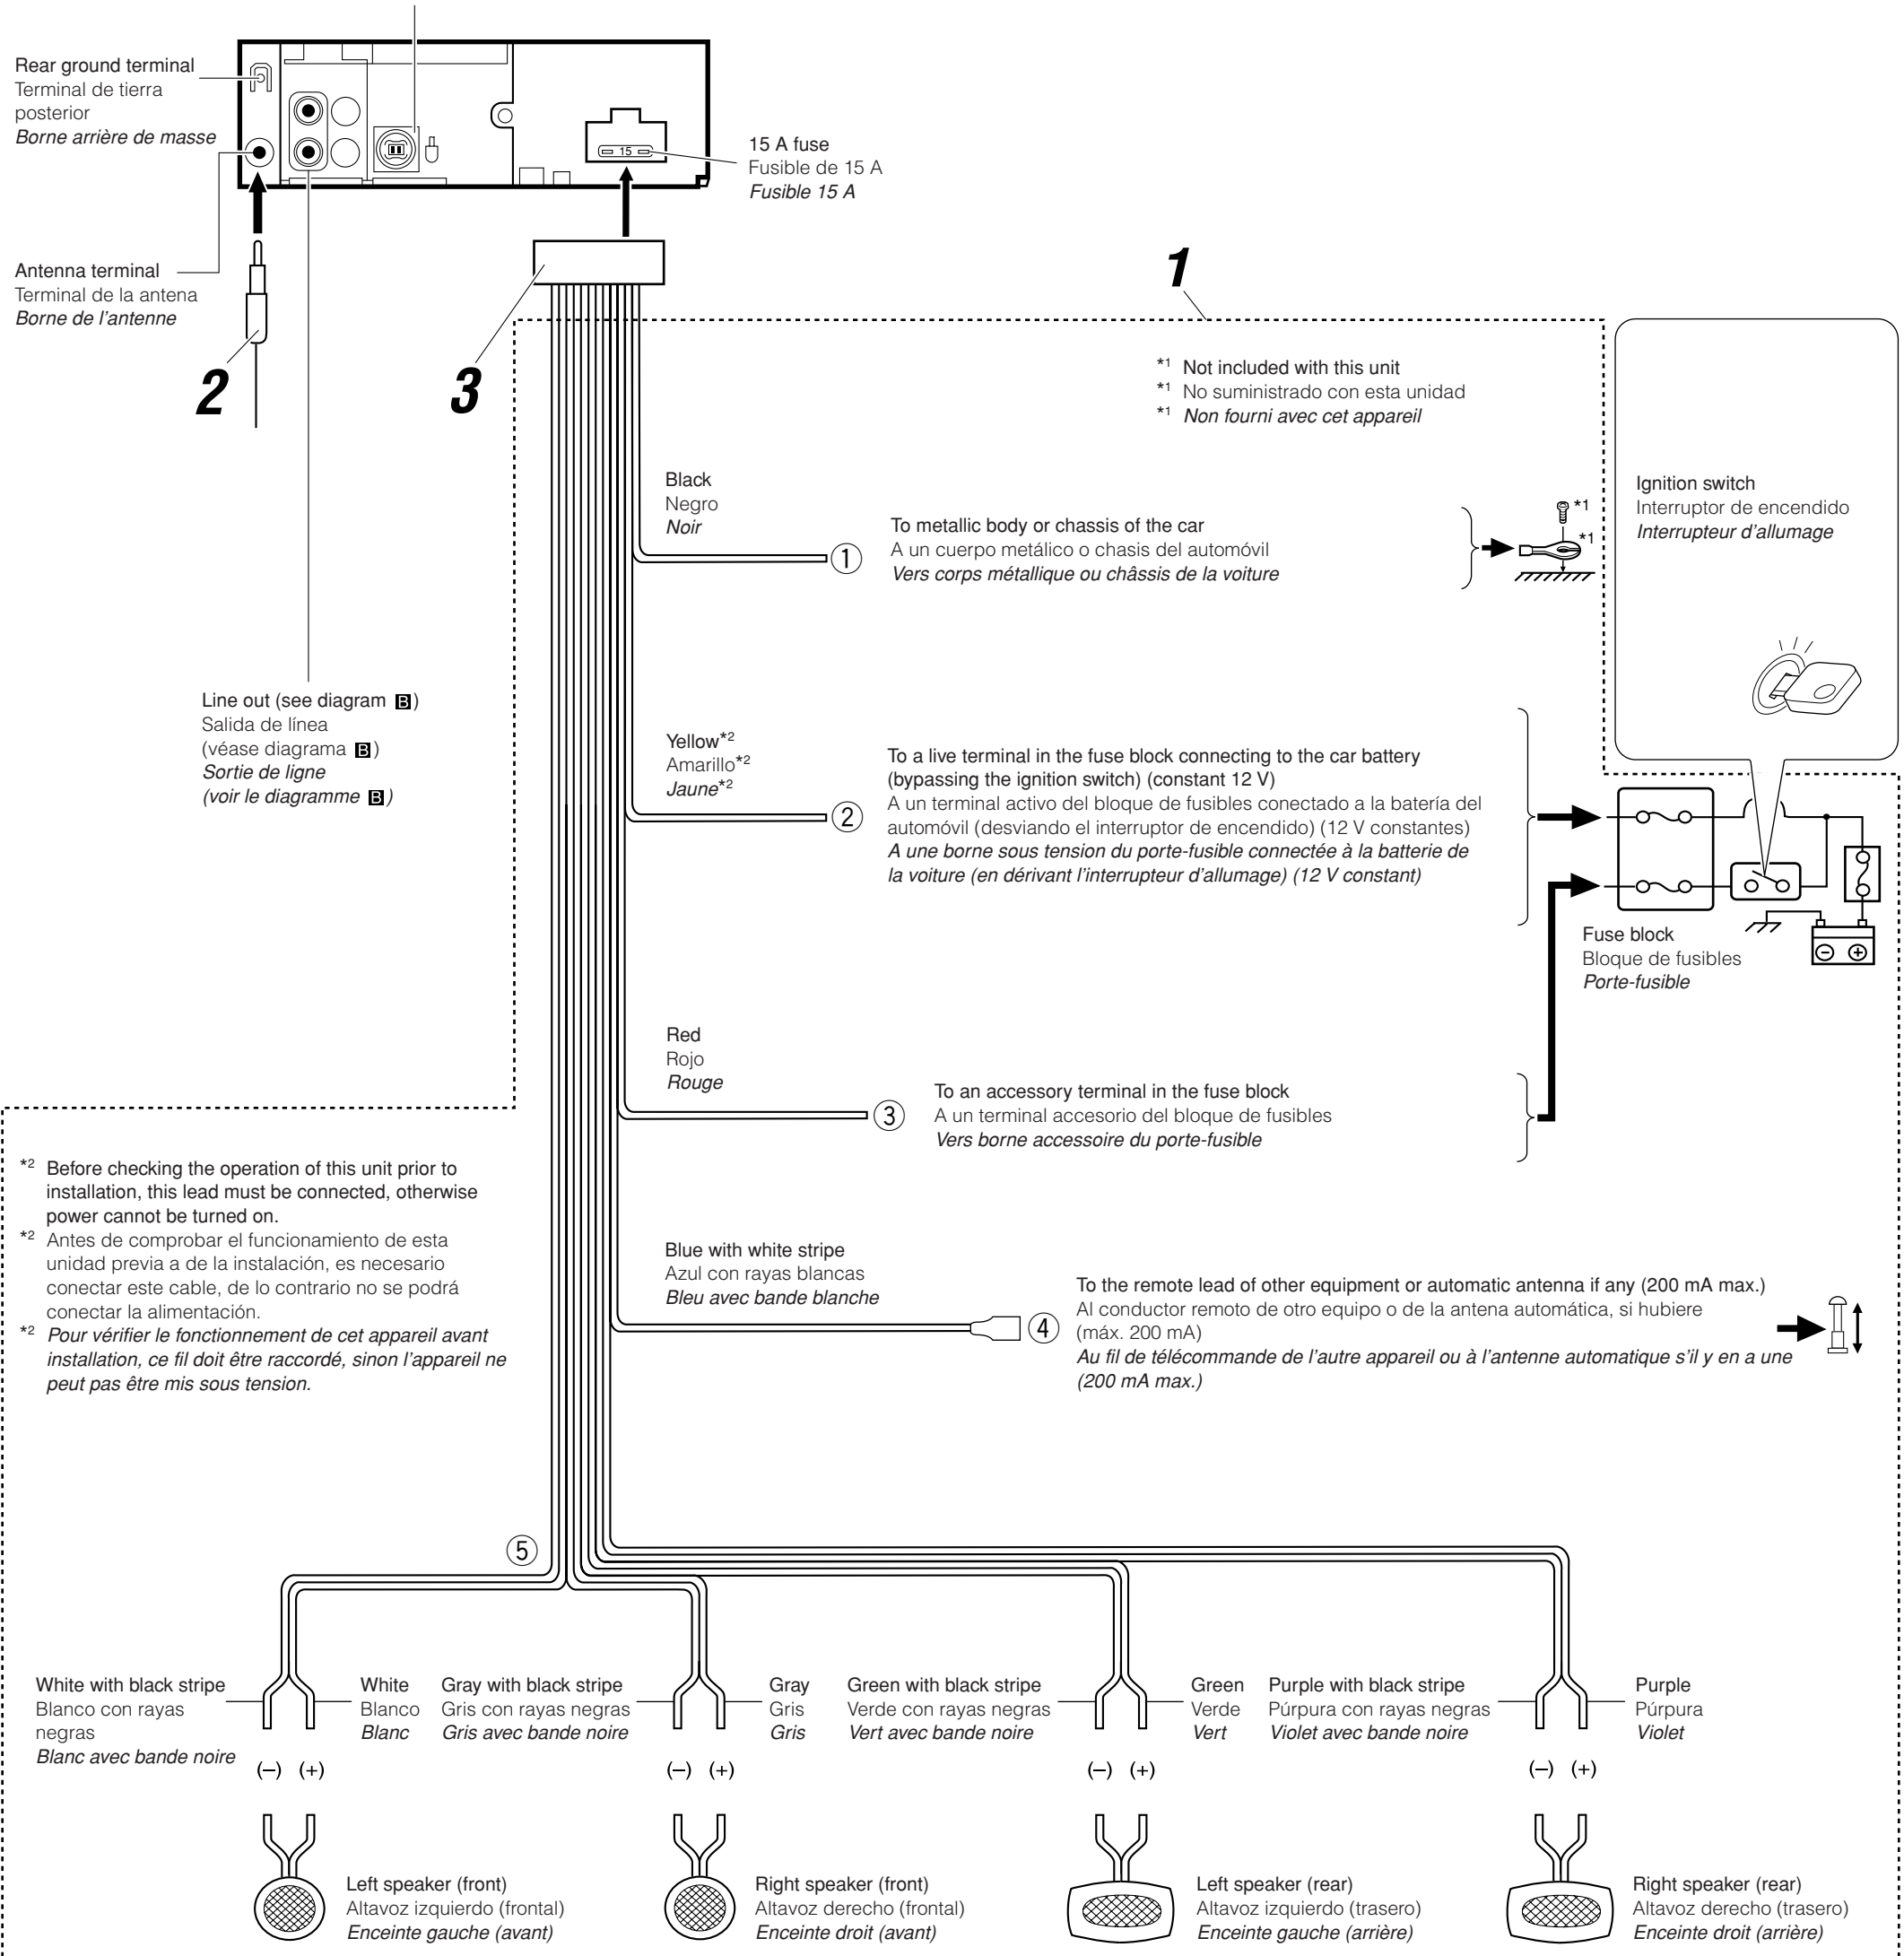 Rear ground terminal
Terminal de tierra
posterior
Borne arrière de masse
15
15 A fuse
Fusible de 15 A
Fusible 15 A
Antenna terminal
Terminal de la antena
Borne de l'antenne
2
3
1
*1 Not included with this unit
*1 No suministrado con esta unidad
*1 Non fourni avec cet appareil
Black
Negro
Noir
①
To metallic body or chassis of the car
A un cuerpo metálico o chasis del automóvil
Vers corps métallique ou châssis de la voiture
*1
*1
Ignition switch
Interruptor de encendido
Interrupteur d'allumage
Line out (see diagram B)
Salida de línea
(véase diagrama B)
Sortie de ligne
(voir le diagramme B)
Yellow*2
Amarillo*2
Jaune*2
②
To a live terminal in the fuse block connecting to the car battery
(bypassing the ignition switch) (constant 12 V)
A un terminal activo del bloque de fusibles conectado a la batería del
automóvil (desviando el interruptor de encendido) (12 V constantes)
A une borne sous tension du porte-fusible connectée à la batterie de
la voiture (en dérivant l'interrupteur d'allumage) (12 V constant)
Fuse block
Bloque de fusibles
Porte-fusible
Red
Rojo
Rouge
③
To an accessory terminal in the fuse block
A un terminal accesorio del bloque de fusibles
Vers borne accessoire du porte-fusible
*2 Before checking the operation of this unit prior to
installation, this lead must be connected, otherwise
power cannot be turned on.
*2 Antes de comprobar el funcionamiento de esta
unidad previa a de la instalación, es necesario
conectar este cable, de lo contrario no se podrá
conectar la alimentación.
*2 Pour vérifier le fonctionnement de cet appareil avant
installation, ce fil doit être raccordé, sinon l'appareil ne
peut pas être mis sous tension.
Blue with white stripe
Azul con rayas blancas
Bleu avec bande blanche
④
To the remote lead of other equipment or automatic antenna if any (200 mA max.)
Al conductor remoto de otro equipo o de la antena automática, si hubiere
(máx. 200 mA)
Au fil de télécommande de l'autre appareil ou à l'antenne automatique s'il y en a une
(200 mA max.)
⑤
White with black stripe
Blanco con rayas
negras
Blanc avec bande noire
White
Blanco
Blanc
Gray with black stripe
Gris con rayas negras
Gris avec bande noire
Gray
Gris
Gris
Green with black stripe
Verde con rayas negras
Vert avec bande noire
Green
Verde
Vert
Purple with black stripe
Púrpura con rayas negras
Violet avec bande noire
Purple
Púrpura
Violet
(–) (+)
(–) (+)
(–) (+)
(–) (+)
Left speaker (front)
Altavoz izquierdo (frontal)
Enceinte gauche (avant)
Right speaker (front)
Altavoz derecho (frontal)
Enceinte droit (avant)
Left speaker (rear)
Altavoz izquierdo (trasero)
Enceinte gauche (arrière)
Right speaker (rear)
Altavoz derecho (trasero)
Enceinte droit (arrière)